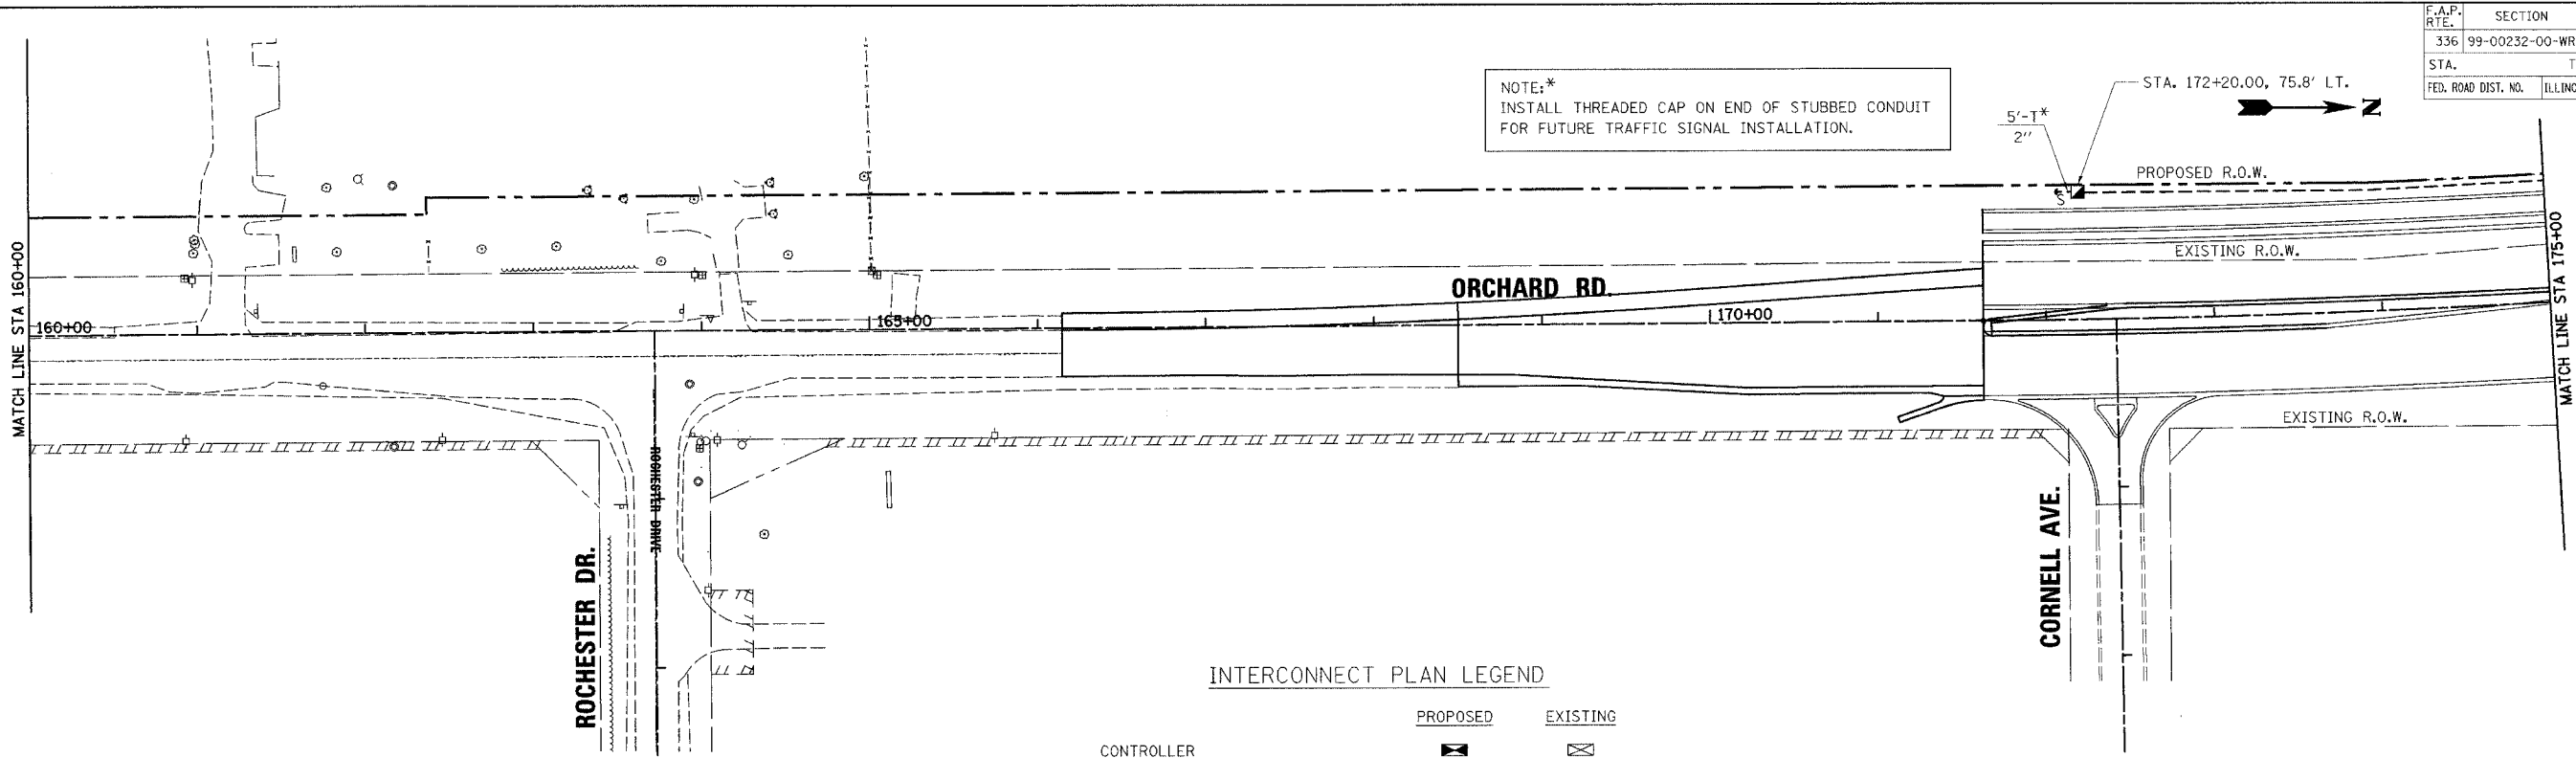 F.A.P. RTE. SECTION
336 99-00232-00-WR
STA. T
FED. ROAD DIST. NO. ILLINO
NOTE:*
INSTALL THREADED CAP ON END OF STUBBED CONDUIT
FOR FUTURE TRAFFIC SIGNAL INSTALLATION.
STA. 172+20.00, 75.8' LT.
N
5'-T*
2"
S
PROPOSED R.O.W.
EXISTING R.O.W.
ORCHARD RD.
160+00
165+00
170+00
MATCH LINE STA 160+00
MATCH LINE STA 175+00
EXISTING R.O.W.
ROCHESTER DR.
ROCHESTER DRIVE
CORNELL AVE.
INTERCONNECT PLAN LEGEND
PROPOSED EXISTING
CONTROLLER